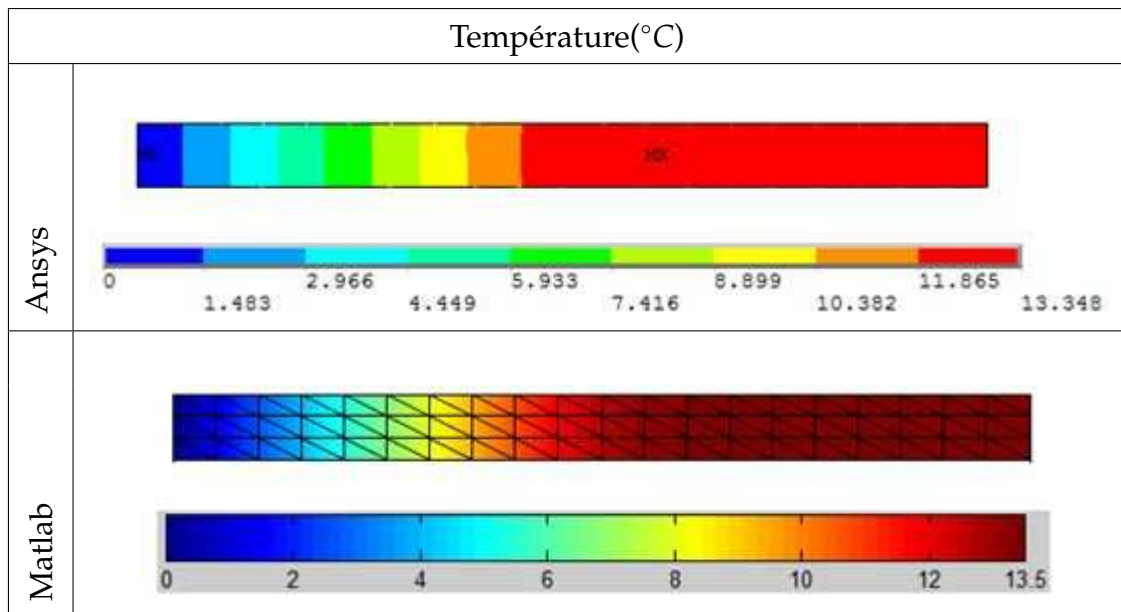 Température(°C)
Ansys
MX
0 2.966 5.933 8.899 11.865
1.483 4.449 7.416 10.382 13.348
Matlab
0 2 4 6 8 10 12 13.5